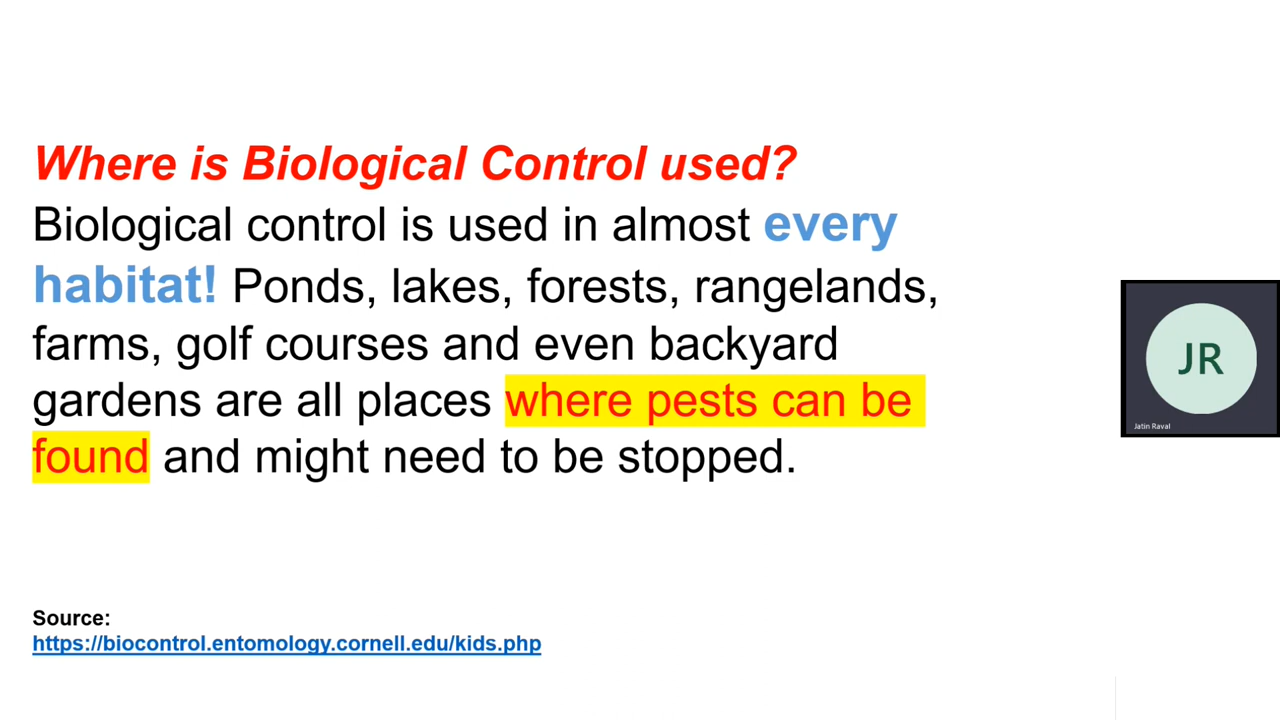 Where is Biological Control used?
Biological control is used in almost every
habitat! Ponds, lakes, forests, rangelands,
farms, golf courses and even backyard
gardens are all places where pests can be
found and might need to be stopped.
JR
Jatin Raval
Source:
https://biocontrol.entomology.cornell.edu/kids.php